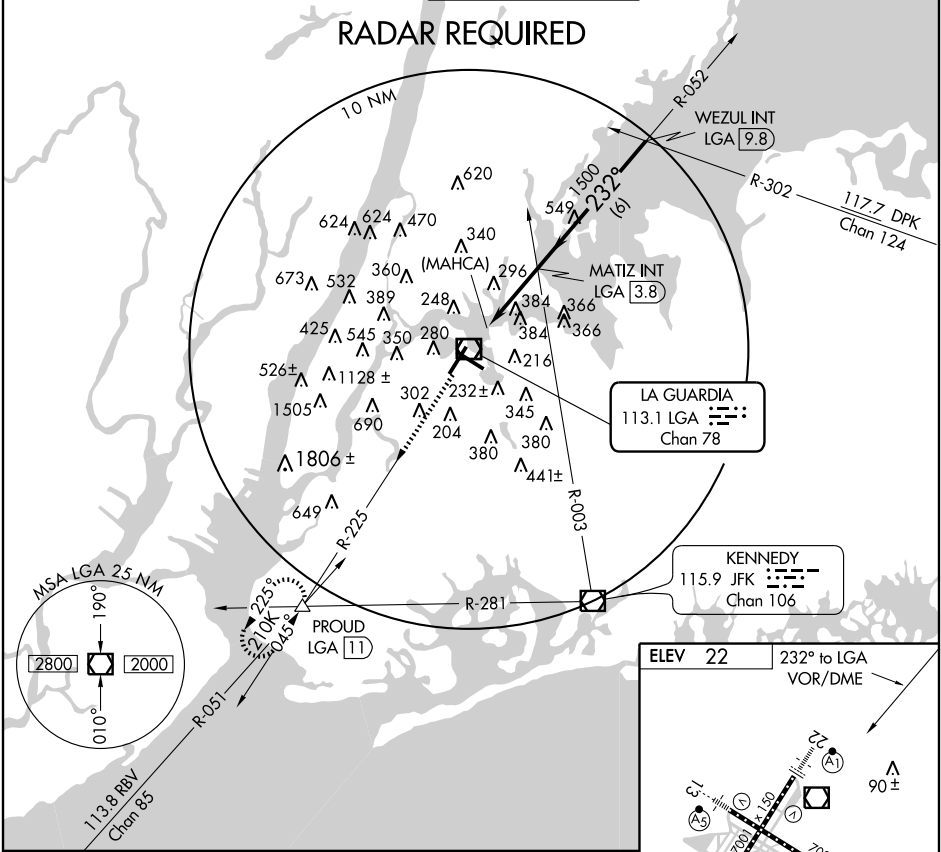 RADAR REQUIRED
10 NM
R-052
WEZUL INT
LGA 9.8
R-302
117.7 DPK
Chan 124
1500
232°
(6)
549
620
624
624
470
340
(MAHCA)
296
MATIZ INT
LGA 3.8
673
532
360
389
248
384
384
366
366
425
545
350
280
216
526±
1128 ±
1505
690
302
232±
204
345
380
380
441±
1806 ±
649
LA GUARDIA
113.1 LGA
Chan 78
R-003
R-225
KENNEDY
115.9 JFK
Chan 106
R-281
MSA LGA 25 NM
190°
2800
2000
010°
225°
210K
045°
PROUD
LGA 11
R-051
113.8 RBV
Chan 85
ELEV 22
232° to LGA
VOR/DME
22
A1
90 ±
13
A5
V
V
7001 x 150